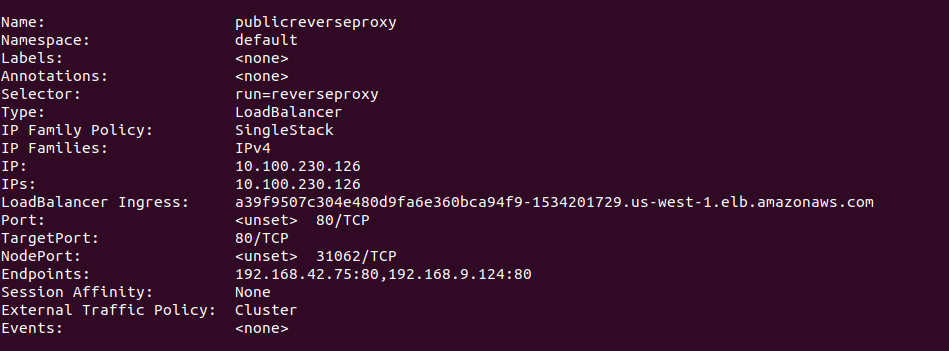 Name: publicreverseproxy
Namespace: default
Labels: <none>
Annotations: <none>
Selector: run=reverseproxy
Type: LoadBalancer
IP Family Policy: SingleStack
IP Families: IPv4
IP: 10.100.230.126
IPs: 10.100.230.126
LoadBalancer Ingress: a39f9507c304e480d9fa6e360bca94f9-1534201729.us-west-1.elb.amazonaws.com
Port: <unset> 80/TCP
TargetPort: 80/TCP
NodePort: <unset> 31062/TCP
Endpoints: 192.168.42.75:80,192.168.9.124:80
Session Affinity: None
External Traffic Policy: Cluster
Events: <none>